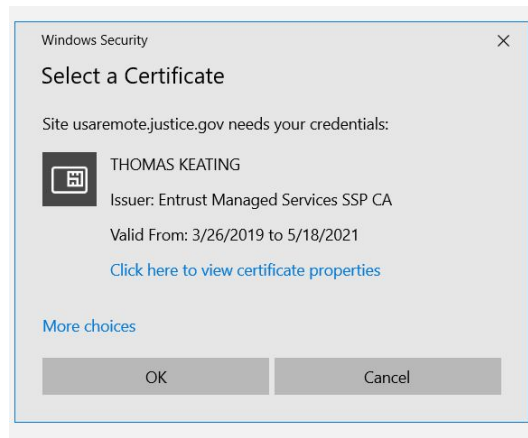 Windows Security
Select a Certificate
Site usaremote.justice.gov needs your credentials:
THOMAS KEATING
Issuer: Entrust Managed Services SSP CA
Valid From: 3/26/2019 to 5/18/2021
Click here to view certificate properties
More choices
OK
Cancel